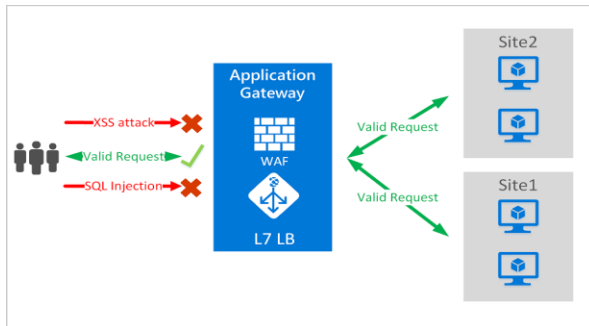 Site2
Application
Gateway
XSS attack
Valid Request
Valid Request
WAF
SQL Injection
Valid Request
Site1
L7 LB